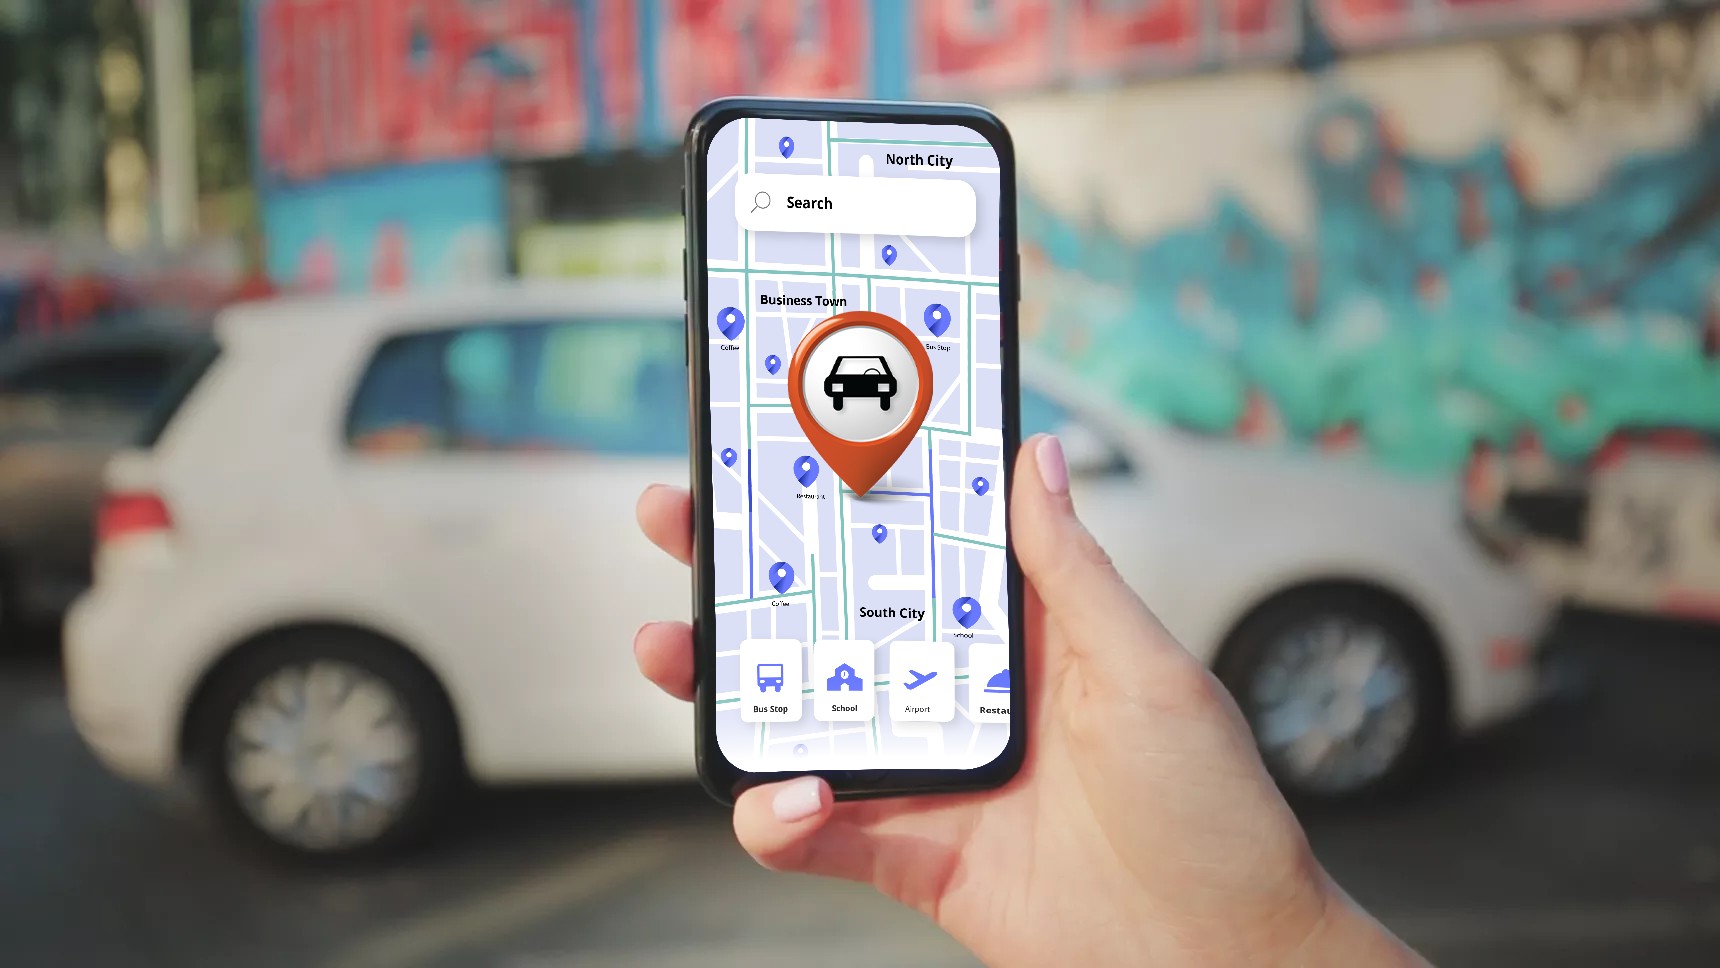 North City
Search
Business Town
Coffee
Bus Stop
Restaurant
Coffee
South City
School
Bus Stop
School
Airport
Restau